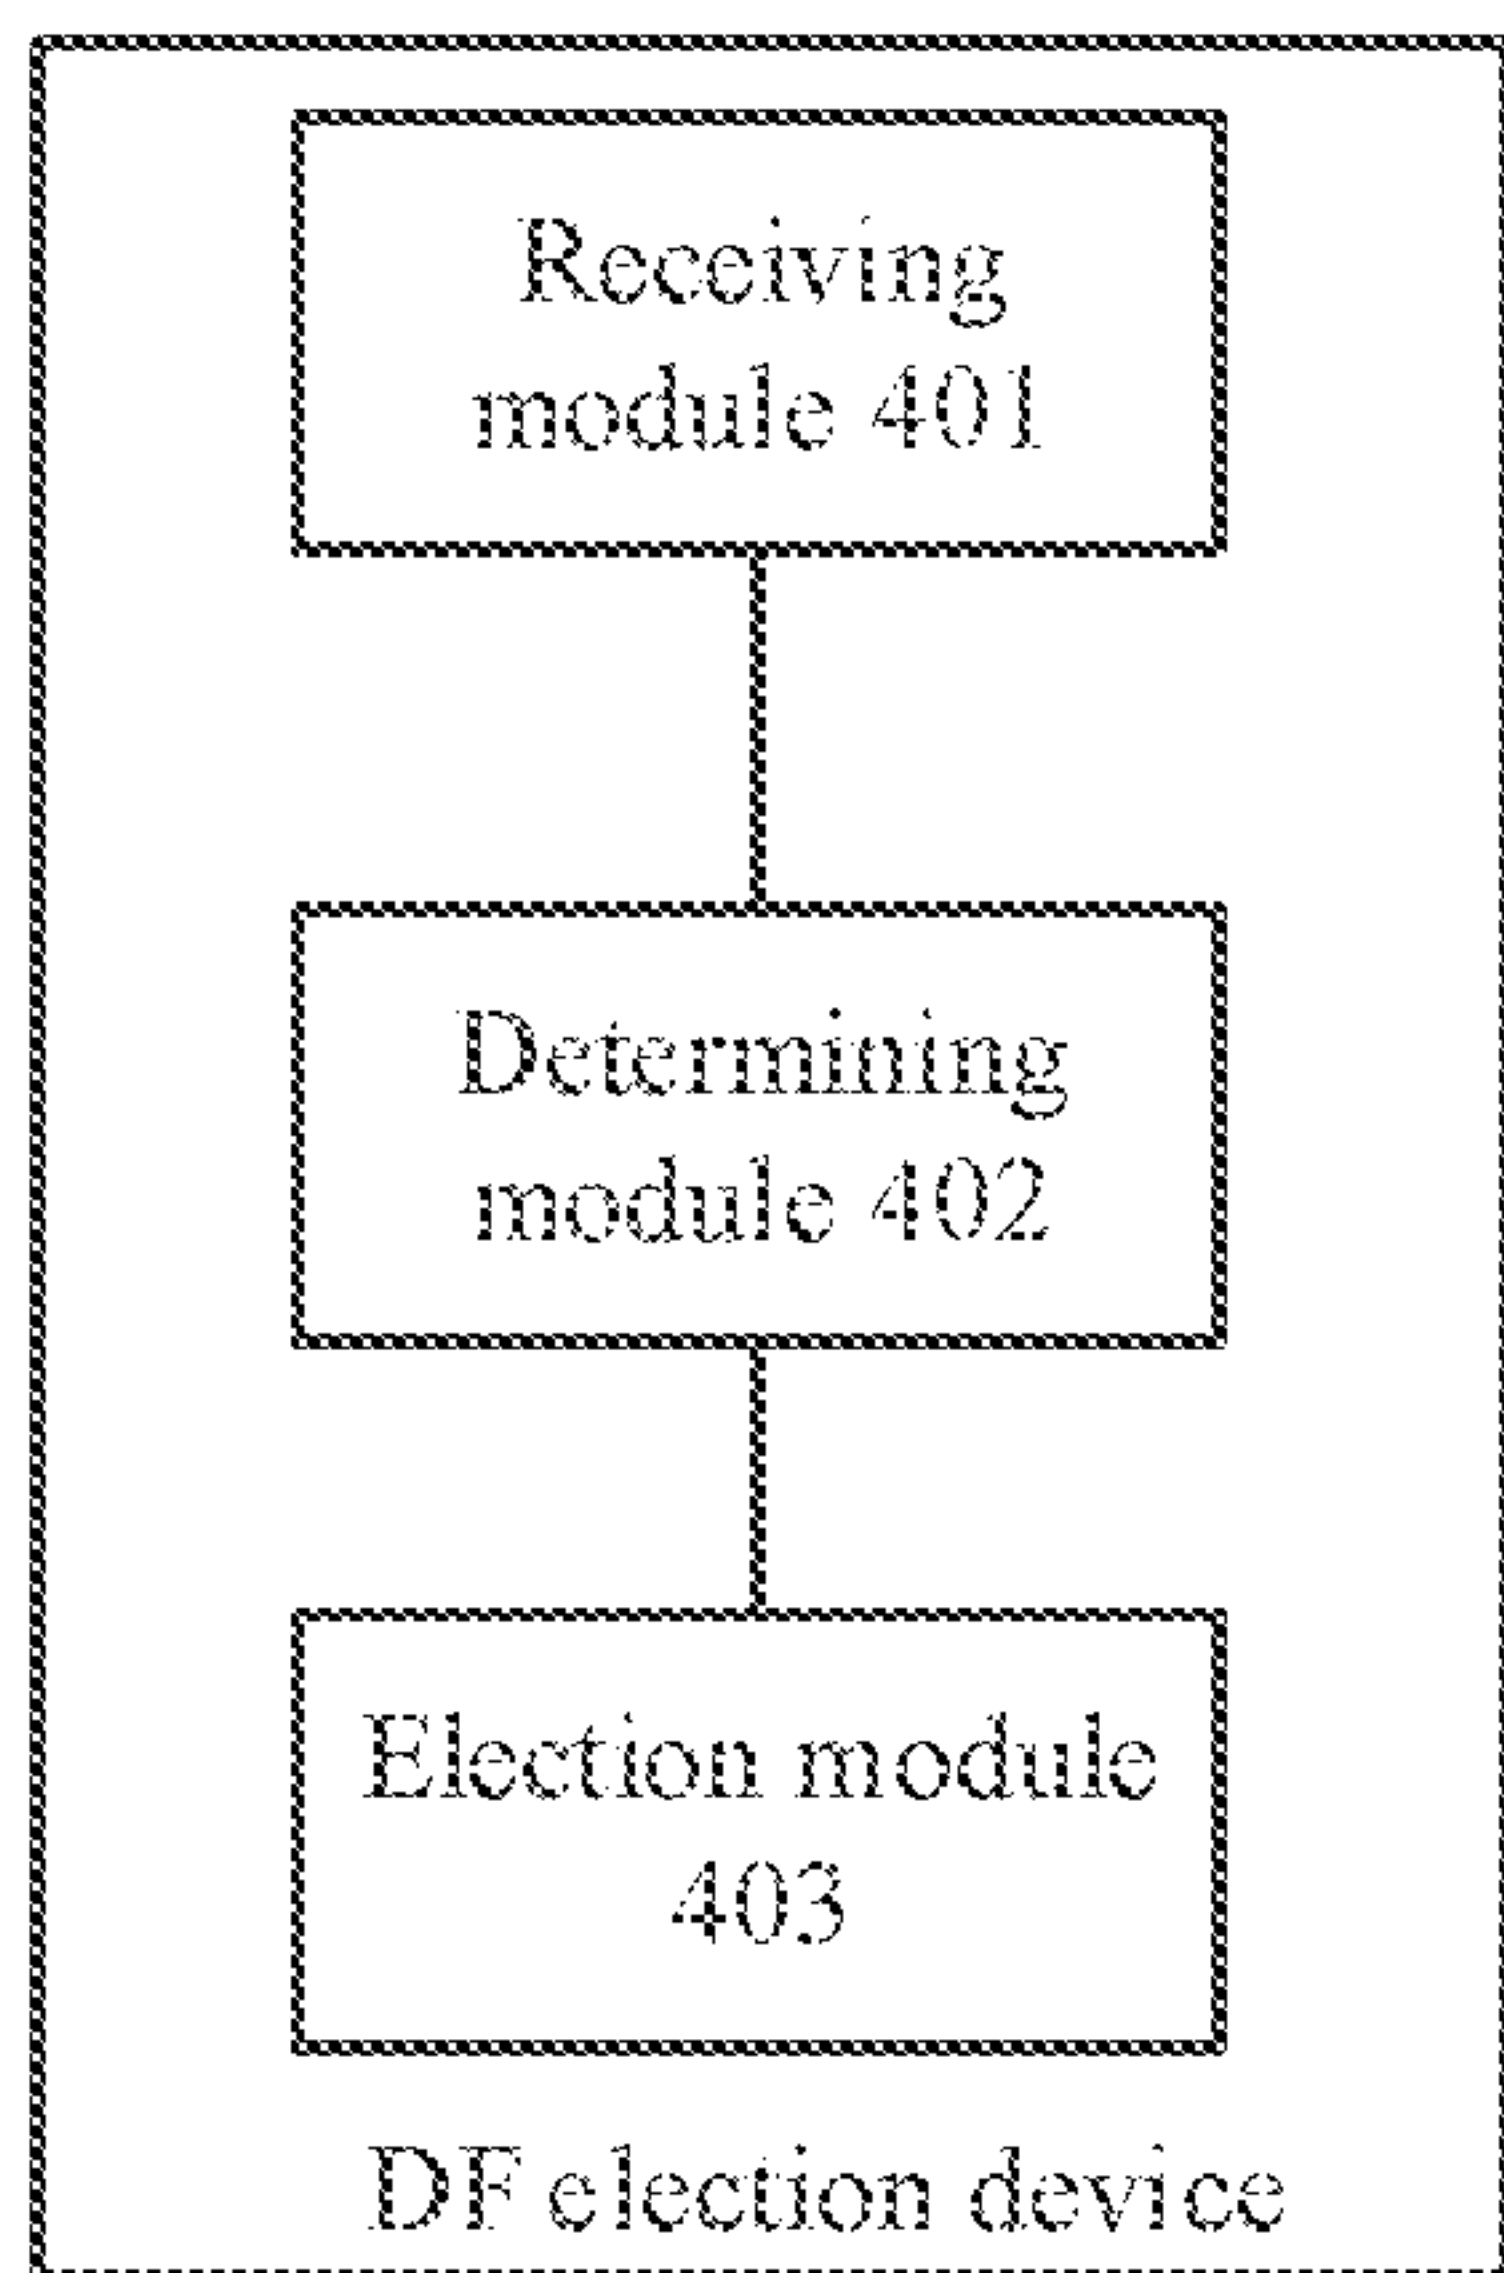 Receiving
module 401
Determining
module 402
Election module
403
DF election device